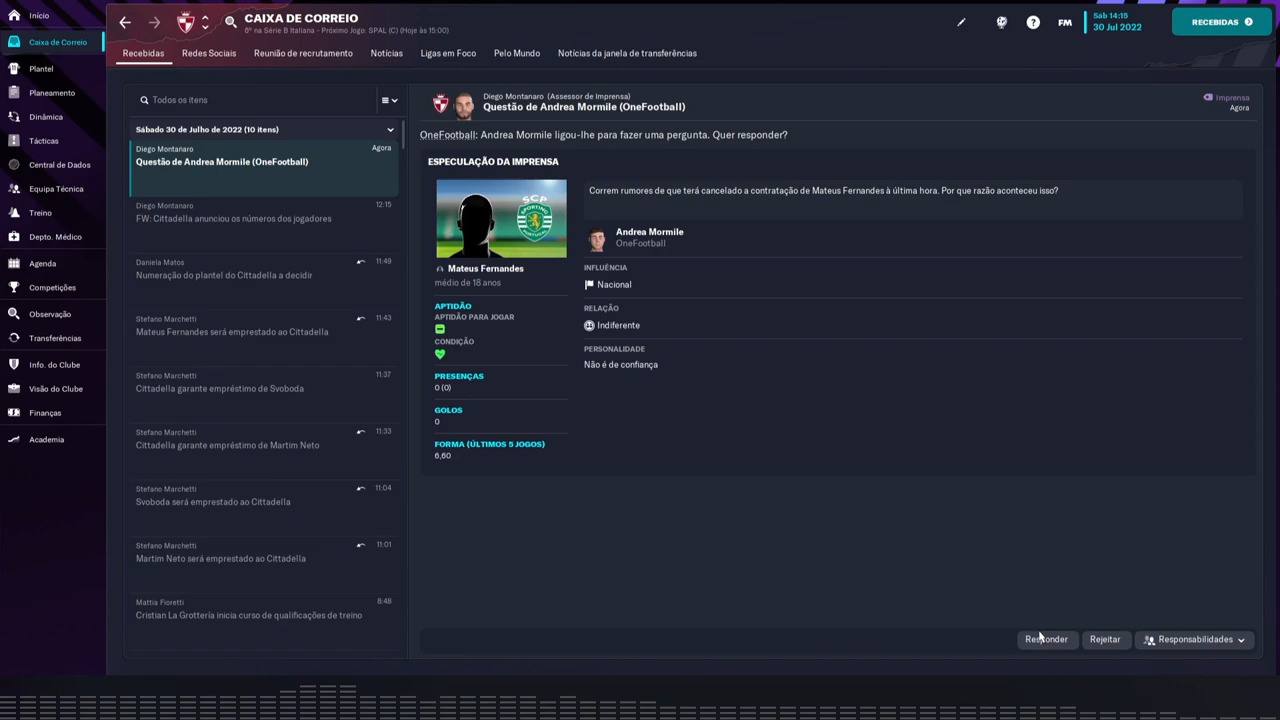 Início
Caixa de Correio
Plantel
Planeamento
Dinâmica
Tácticas
Central de Dados
Equipa Técnica
Treino
Depto. Médico
Agenda
Competições
Observação
Transferências
Info. do Clube
Visão do Clube
Finanças
Academia
CAIXA DE CORREIO
6º na Série B Italiana - Próximo Jogo: SPAL (C) (Hoje às 15:00)
FM
Sáb 14:15
30 Jul 2022
RECEBIDAS
Recebidas
Redes Sociais
Reunião de recrutamento
Notícias
Ligas em Foco
Pelo Mundo
Notícias da janela de transferências
Todos os itens
Sábado 30 de Julho de 2022 (10 itens)
Diego Montanaro
Agora
Questão de Andrea Mormile (OneFootball)
Diego Montanaro
12:15
FW: Cittadella anunciou os números dos jogadores
Daniela Matos
11:49
Numeração do plantel do Cittadella a decidir
Stefano Marchetti
11:43
Mateus Fernandes será emprestado ao Cittadella
Stefano Marchetti
11:37
Cittadella garante empréstimo de Svoboda
Stefano Marchetti
11:33
Cittadella garante empréstimo de Martim Neto
Stefano Marchetti
11:04
Svoboda será emprestado ao Cittadella
Stefano Marchetti
11:01
Martim Neto será emprestado ao Cittadella
Mattia Fioretti
8:48
Cristian La Grotteria inicia curso de qualificações de treino
Diego Montanaro (Assessor de Imprensa)
Questão de Andrea Mormile (OneFootball)
Imprensa
Agora
OneFootball: Andrea Mormile ligou-lhe para fazer uma pergunta. Quer responder?
ESPECULAÇÃO DA IMPRENSA
SCP
SPORTING
PORTUGAL
Mateus Fernandes
médio de 18 anos
APTIDÃO
APTIDÃO PARA JOGAR
CONDIÇÃO
PRESENÇAS
0 (0)
GOLOS
0
FORMA (ÚLTIMOS 5 JOGOS)
6,60
Correm rumores de que terá cancelado a contratação de Mateus Fernandes à última hora. Por que razão aconteceu isso?
Andrea Mormile
OneFootball
INFLUÊNCIA
Nacional
RELAÇÃO
Indiferente
PERSONALIDADE
Não é de confiança
Responder
Rejeitar
Responsabilidades